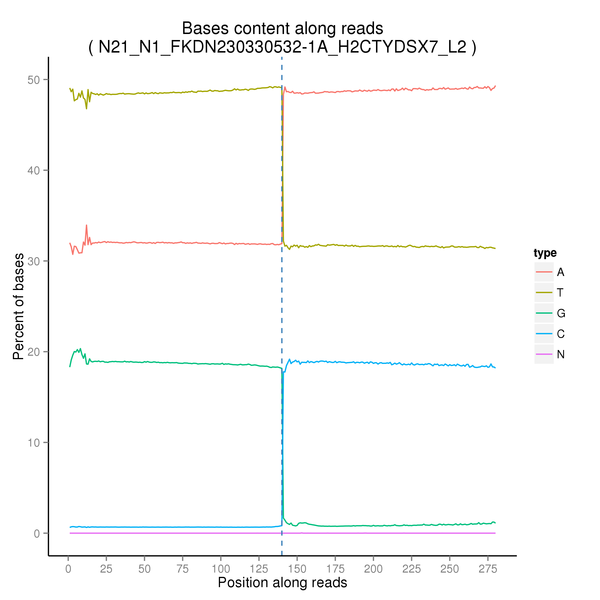 Bases content along reads
( N21_N1_FKDN230330532-1A_H2CTYDSX7_L2 )
Percent of bases
50
40
30
20
10
0
0 25 50 75 100 125 150 175 200 225 250 275
Position along reads
type
A
T
G
C
N